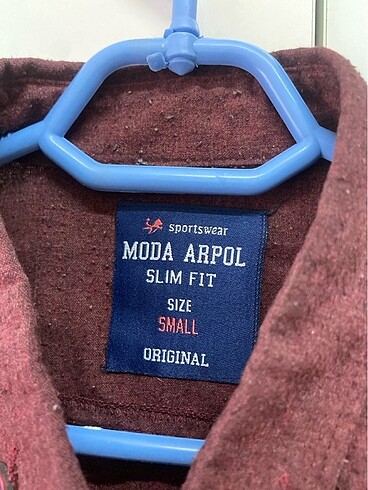 sportswear
MODA ARPOL
SLIM FIT
SIZE
SMALL
ORIGINAL